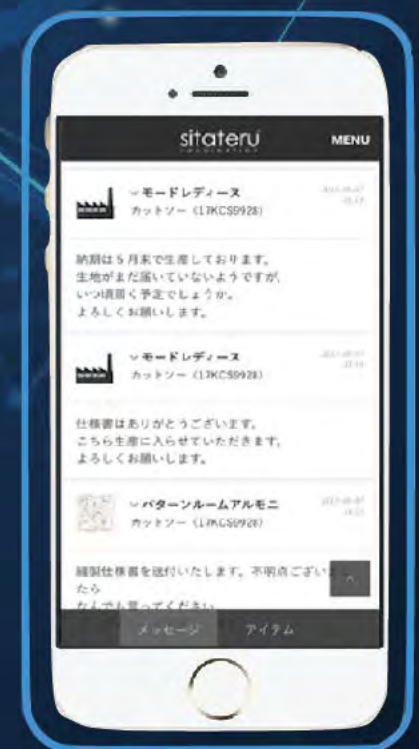 sitateru
MENU
モードレディース
カットソー（17KCS9928）
納期は５月末で生産しております。
生地がまだ届いていないようですが、
いつ頃届く予定でしょうか。
よろしくお願いします。
モードレディース
カットソー（17KCS9928）
仕様書はありがとうございます。
こちら生産に入らせていただきます。
よろしくお願いします。
パターンルームアルモニ
カットソー（17KCS9928）
縫製仕様書を送付いたします。不明点ございまし
たら
なんでも言ってください
メッセージ
アイテム